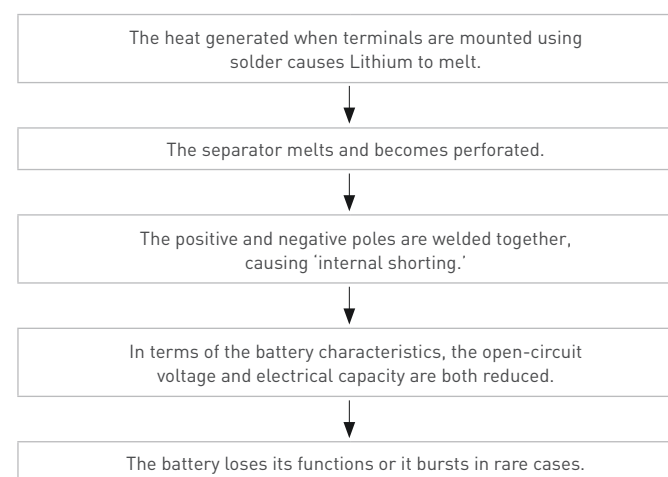 The heat generated when terminals are mounted using
solder causes Lithium to melt.
The separator melts and becomes perforated.
The positive and negative poles are welded together,
causing ‘internal shorting.’
In terms of the battery characteristics, the open-circuit
voltage and electrical capacity are both reduced.
The battery loses its functions or it bursts in rare cases.